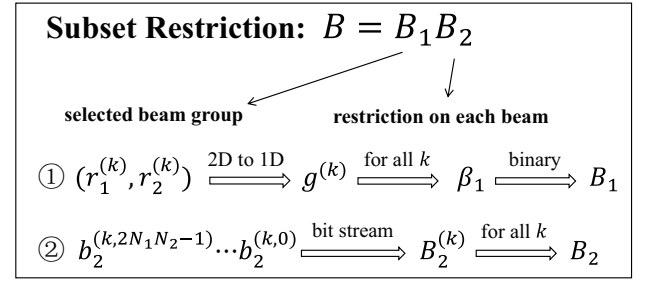 Subset Restriction: B = B₁B₂
selected beam group restriction on each beam
① (r₁⁽ᵏ⁾, r₂⁽ᵏ⁾) 2D to 1D g⁽ᵏ⁾ for all k β₁ binary B₁
② b₂^(k,2N₁N₂−1) ⋯ b₂^(k,0) bit stream B₂⁽ᵏ⁾ for all k B₂